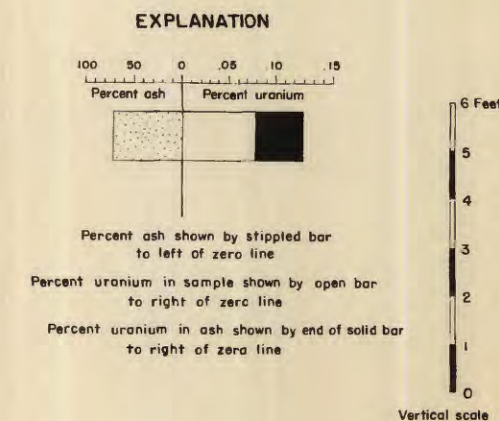 EXPLANATION
100 50 0 .05 .10 .15
Percent ash Percent uranium
Percent ash shown by stippled bar
to left of zero line
Percent uranium in sample shown by open bar
to right of zero line
Percent uranium in ash shown by end of solid bar
to right of zero line
6 Feet
5
4
3
2
1
0
Vertical scale